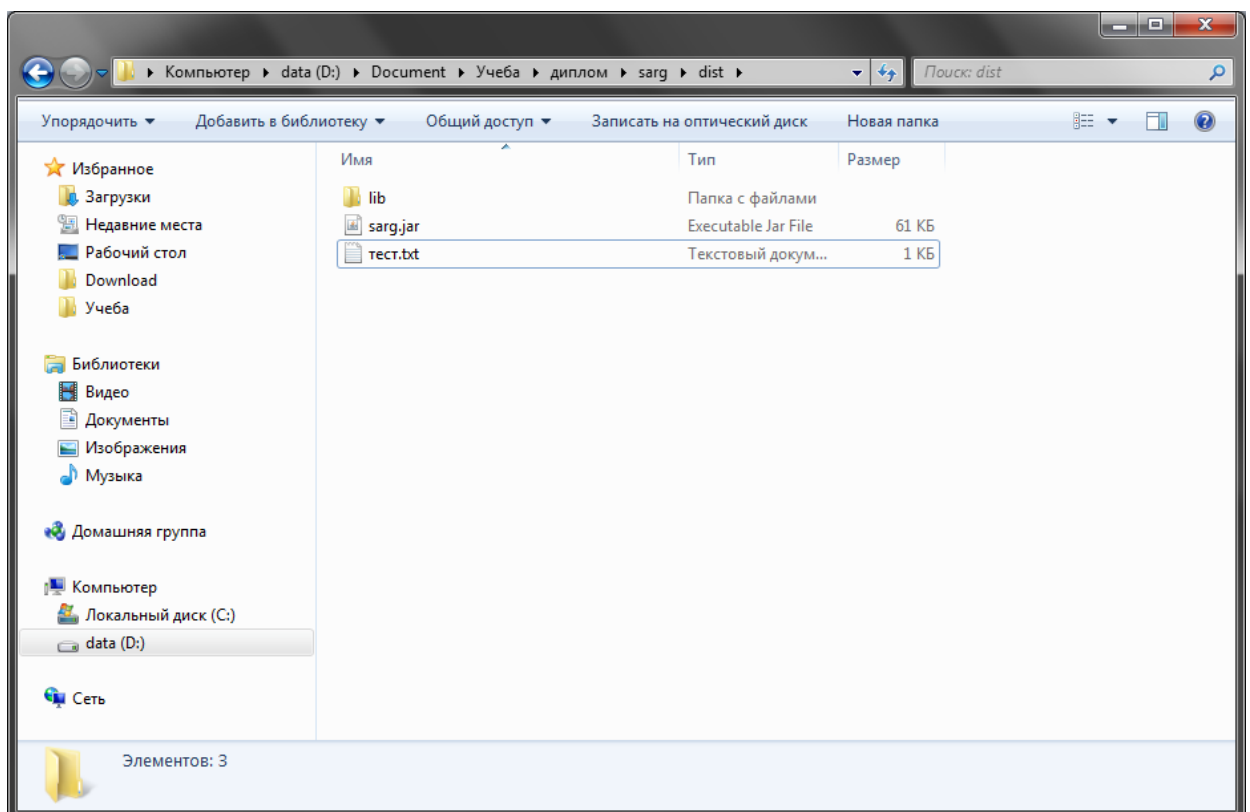 Компьютер data (D:) Document Учеба диплом sarg dist Поиск: dist
Упорядочить Добавить в библиотеку Общий доступ Записать на оптический диск Новая папка
Избранное
Загрузки
Недавние места
Рабочий стол
Download
Учеба
Библиотеки
Видео
Документы
Изображения
Музыка
Домашняя группа
Компьютер
Локальный диск (C:)
data (D:)
Сеть
Имя Тип Размер
lib Папка с файлами
sarg.jar Executable Jar File 61 КБ
тест.txt Текстовый докум... 1 КБ
Элементов: 3